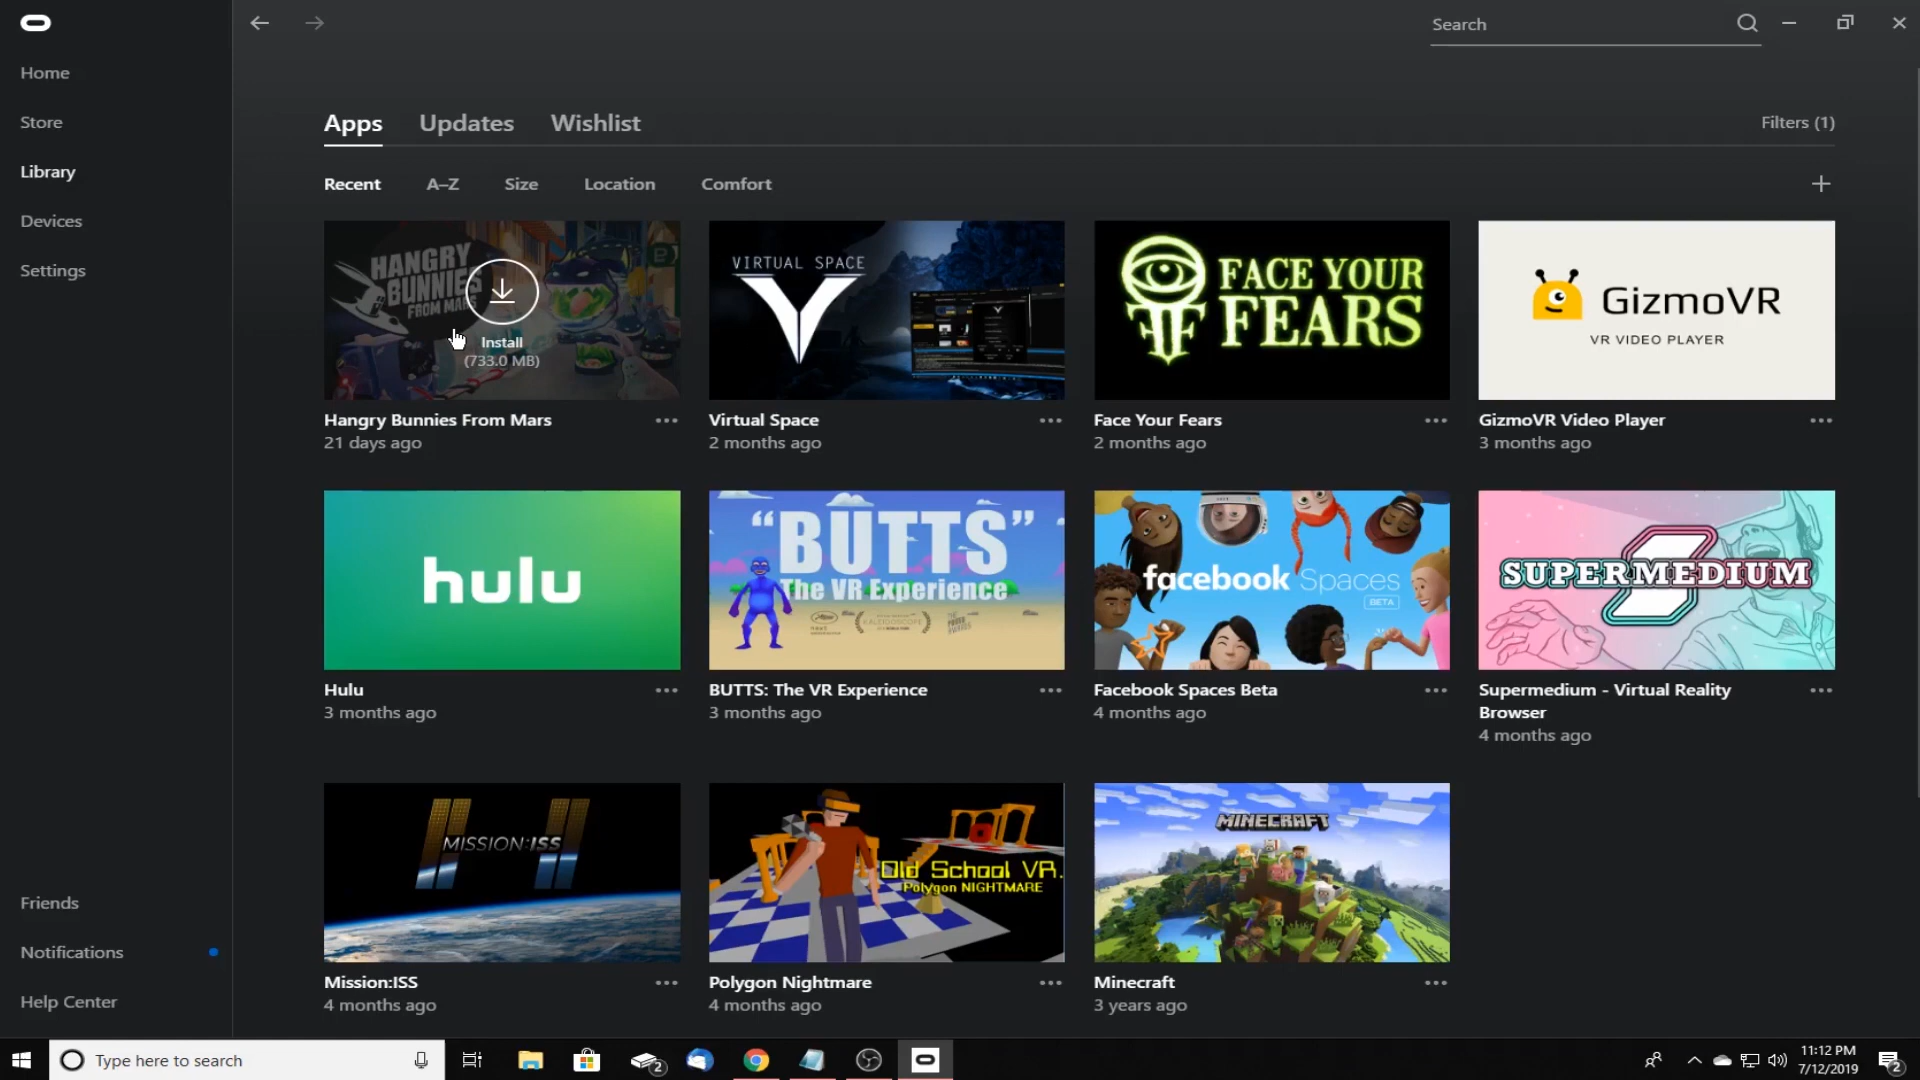 Search
Home
Store
Library
Devices
Settings
Friends
Notifications
Help Center
Apps
Updates
Wishlist
Filters (1)
Recent
A–Z
Size
Location
Comfort
HANGRY
BUNNIES
FROM MARS
Install
(733.0 MB)
Hangry Bunnies From Mars
21 days ago
VIRTUAL SPACE
Virtual Space
2 months ago
FACE YOUR
FEARS
Face Your Fears
2 months ago
GizmoVR
VR VIDEO PLAYER
GizmoVR Video Player
3 months ago
hulu
Hulu
3 months ago
“BUTTS”
The VR Experience
KALEIDOSCOPE
BUTTS: The VR Experience
3 months ago
facebook Spaces
BETA
Facebook Spaces Beta
4 months ago
SUPERMEDIUM
Supermedium - Virtual Reality
Browser
4 months ago
MISSION:ISS
Mission:ISS
4 months ago
Old School VR.
Polygon NIGHTMARE
Polygon Nightmare
4 months ago
MINECRAFT
Minecraft
3 years ago
Type here to search
2
11:12 PM
7/12/2019
2